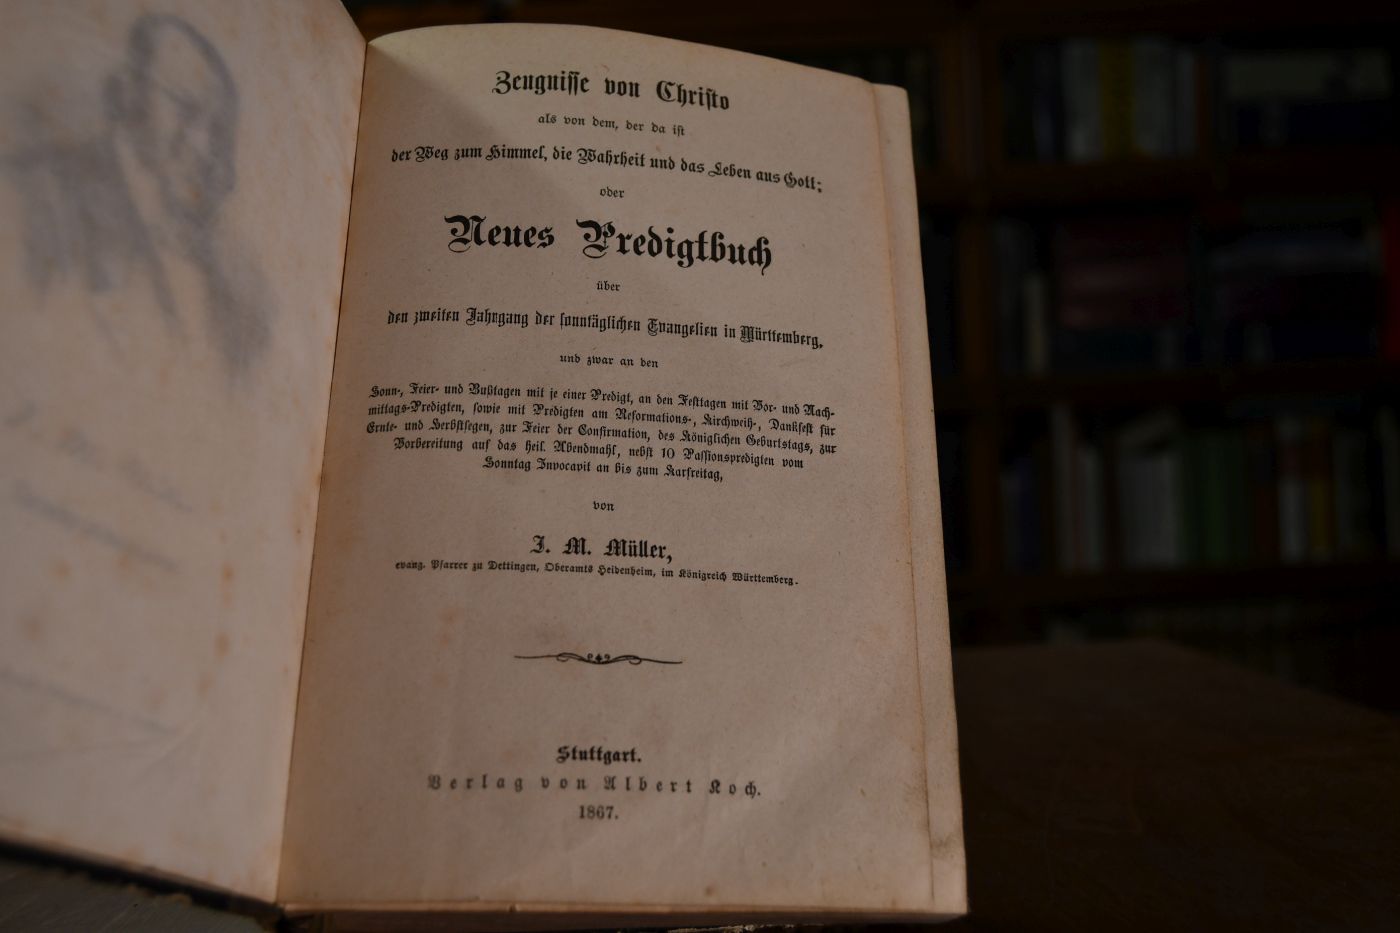 Zeugnisse von Christo
als von dem, der da ist
der Weg zum Himmel, die Wahrheit und das Leben aus Gott;
oder
Neues Predigtbuch
über
den zweiten Jahrgang der sonntäglichen Evangelien in Württemberg,
und zwar an den
Sonn-, Feier- und Bußtagen mit je einer Predigt, an den Festtagen mit Vor- und Nach-
mittags-Predigten, sowie mit Predigten am Reformations-, Kirchweih-, Dankfest für
Ernte- und Herbstsegen, zur Feier der Confirmation, des Königlichen Geburtstags, zur
Vorbereitung auf das heil. Abendmahl, nebst 10 Passionspredigten vom
Sonntag Invocavit an bis zum Karfreitag,
von
J. M. Müller,
evang. Pfarrer zu Dettingen, Oberamts Heidenheim, im Königreich Württemberg.
Stuttgart.
Verlag von Albert Koch.
1867.